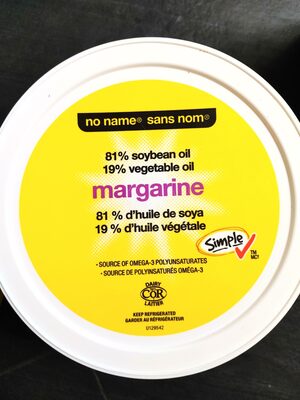 no name® sans nom®
81% soybean oil
19% vegetable oil
margarine
81 % d'huile de soya
19 % d'huile végétale
Simple
TM
MC†
• SOURCE OF OMEGA-3 POLYUNSATURATES
• SOURCE DE POLYINSATURÉS OMÉGA-3
DAIRY
COR
LAITIER
KEEP REFRIGERATED
GARDER AU RÉFRIGÉRATEUR
0129542